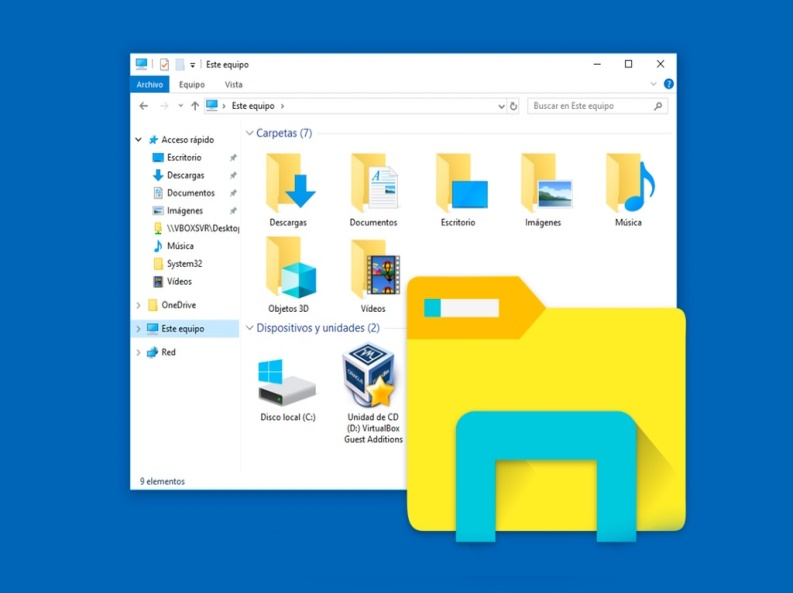 Este equipo
Archivo Equipo Vista
Este equipo
Buscar en Este equipo
Acceso rápido
Escritorio
Descargas
Documentos
Imágenes
\\VBOXSVR\Deskto
Música
System32
Vídeos
OneDrive
Este equipo
Red
Carpetas (7)
Descargas Documentos Escritorio Imágenes Música
Objetos 3D Vídeos
Dispositivos y unidades (2)
Disco local (C:)
Unidad de CD
(D:) VirtualBox
Guest Additions
9 elementos